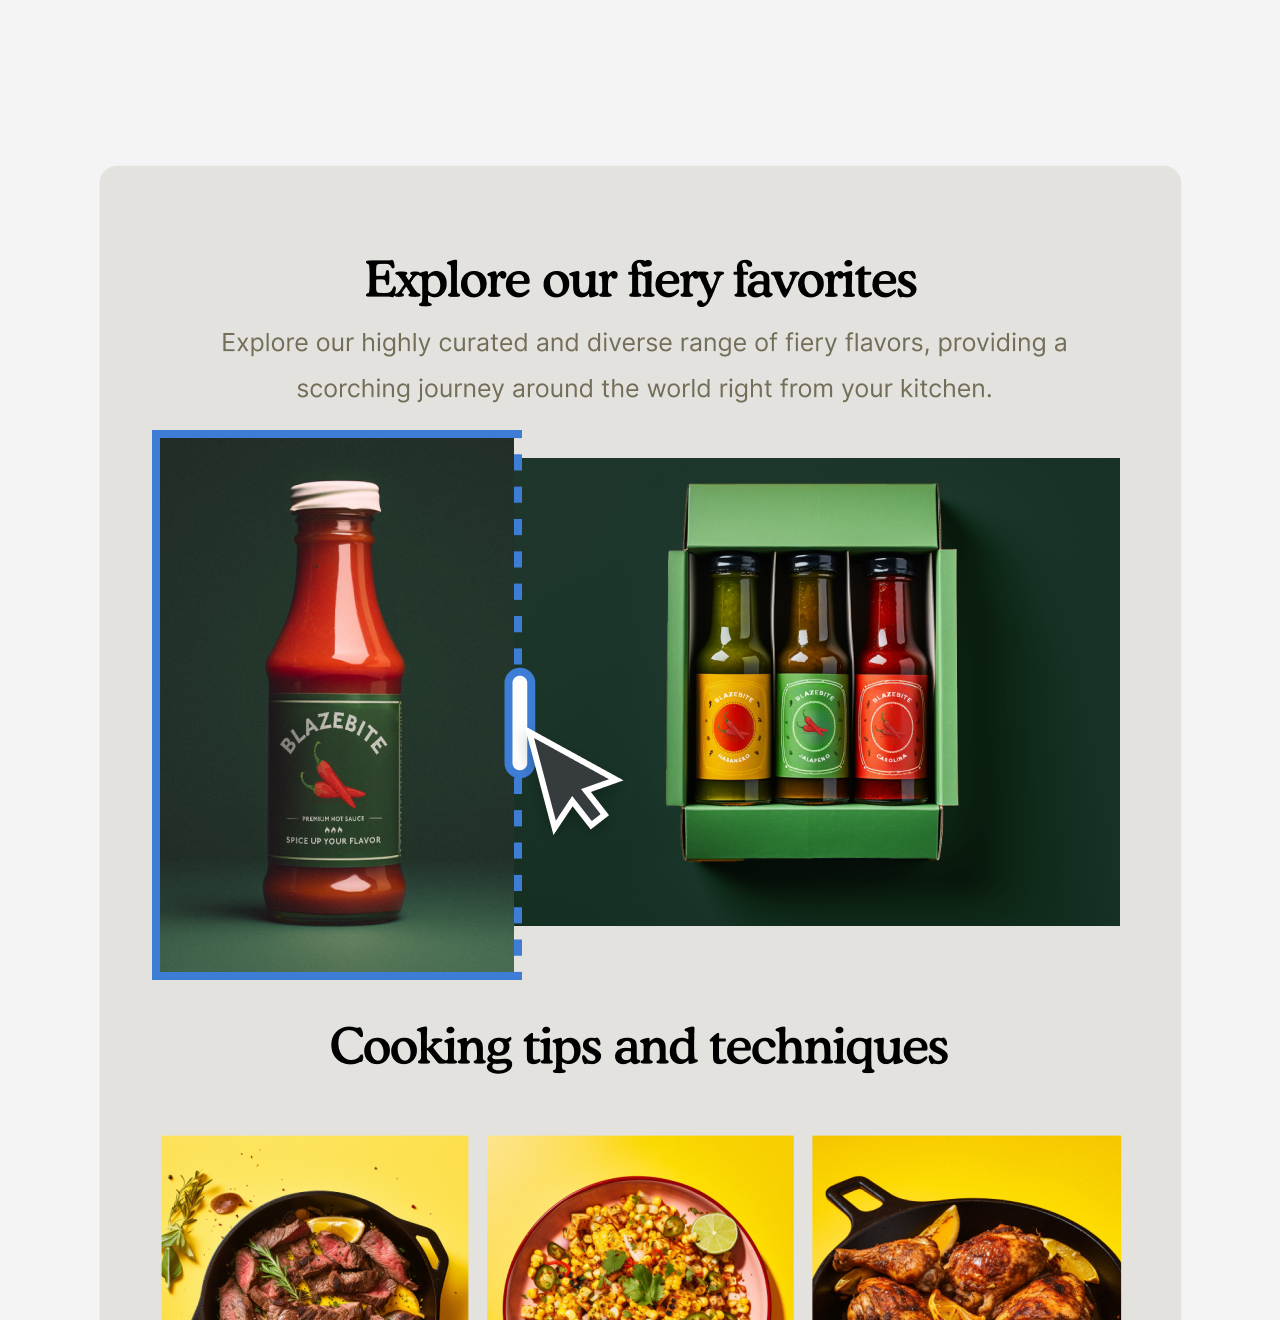 Explore our fiery favorites
Explore our highly curated and diverse range of fiery flavors, providing a
scorching journey around the world right from your kitchen.
BLAZEBITE
PREMIUM HOT SAUCE
SPICE UP YOUR FLAVOR
BLAZEBITE
HABANERO
BLAZEBITE
JALAPENO
BLAZEBITE
CAROLINA
Cooking tips and techniques